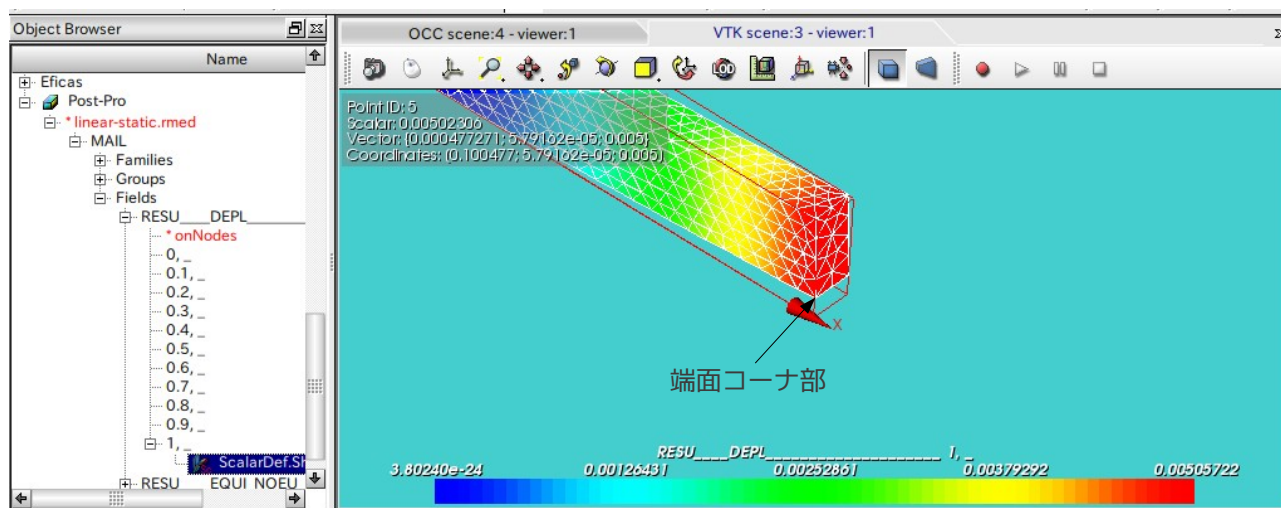 Object Browser
OCC scene:4 - viewer:1
VTK scene:3 - viewer:1
Name
Eficas
Post-Pro
* linear-static.rmed
MAIL
Families
Groups
Fields
RESU____DEPL______
* onNodes
0, _
0.1, _
0.2, _
0.3, _
0.4, _
0.5, _
0.6, _
0.7, _
0.8, _
0.9, _
1, _
ScalarDef.Sh
RESU EQUI NOEU
Point ID: 5
Scalar: 0.00502306
Vector: {0.000477271; 5.79162e-05; 0.005}
Coordinates: {0.100477; 5.79162e-05; 0.005}
X
端面コーナ部
RESU____DEPL____________________ 1, _
3.80240e-24 0.00126431 0.00252861 0.00379292 0.00505722